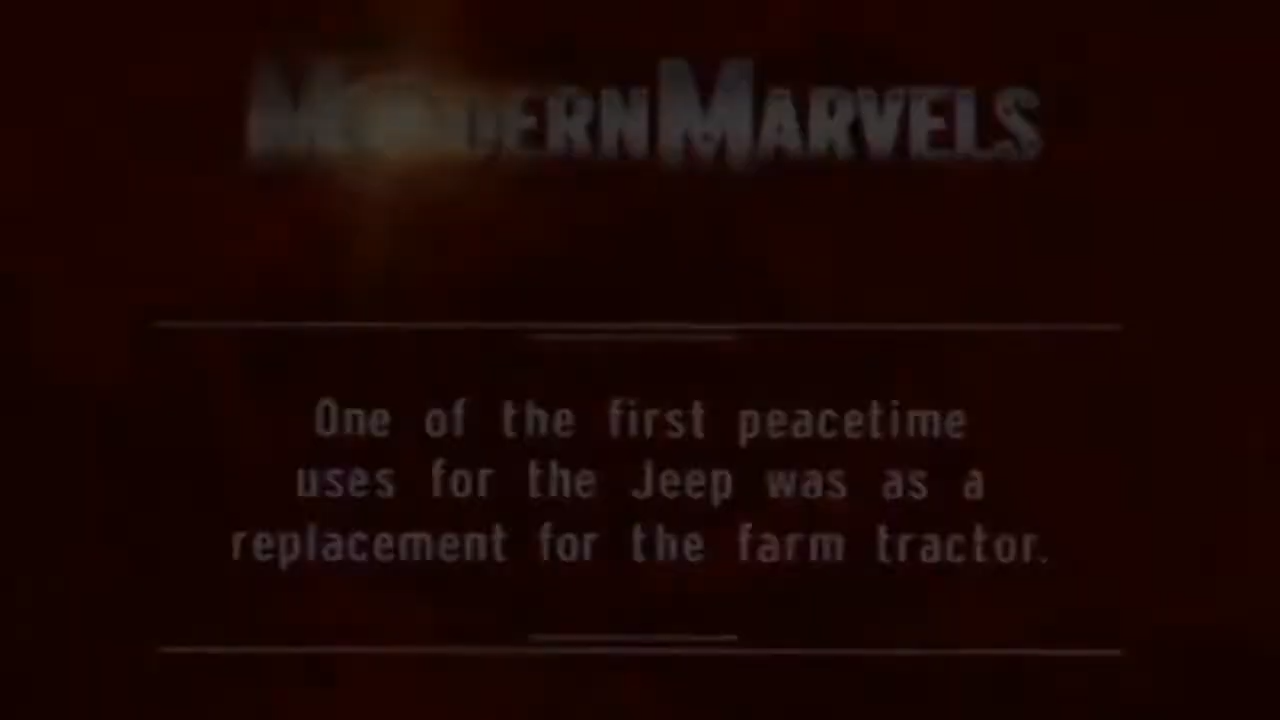 MODERN MARVELS
One of the first peacetime
uses for the Jeep was as a
replacement for the farm tractor.